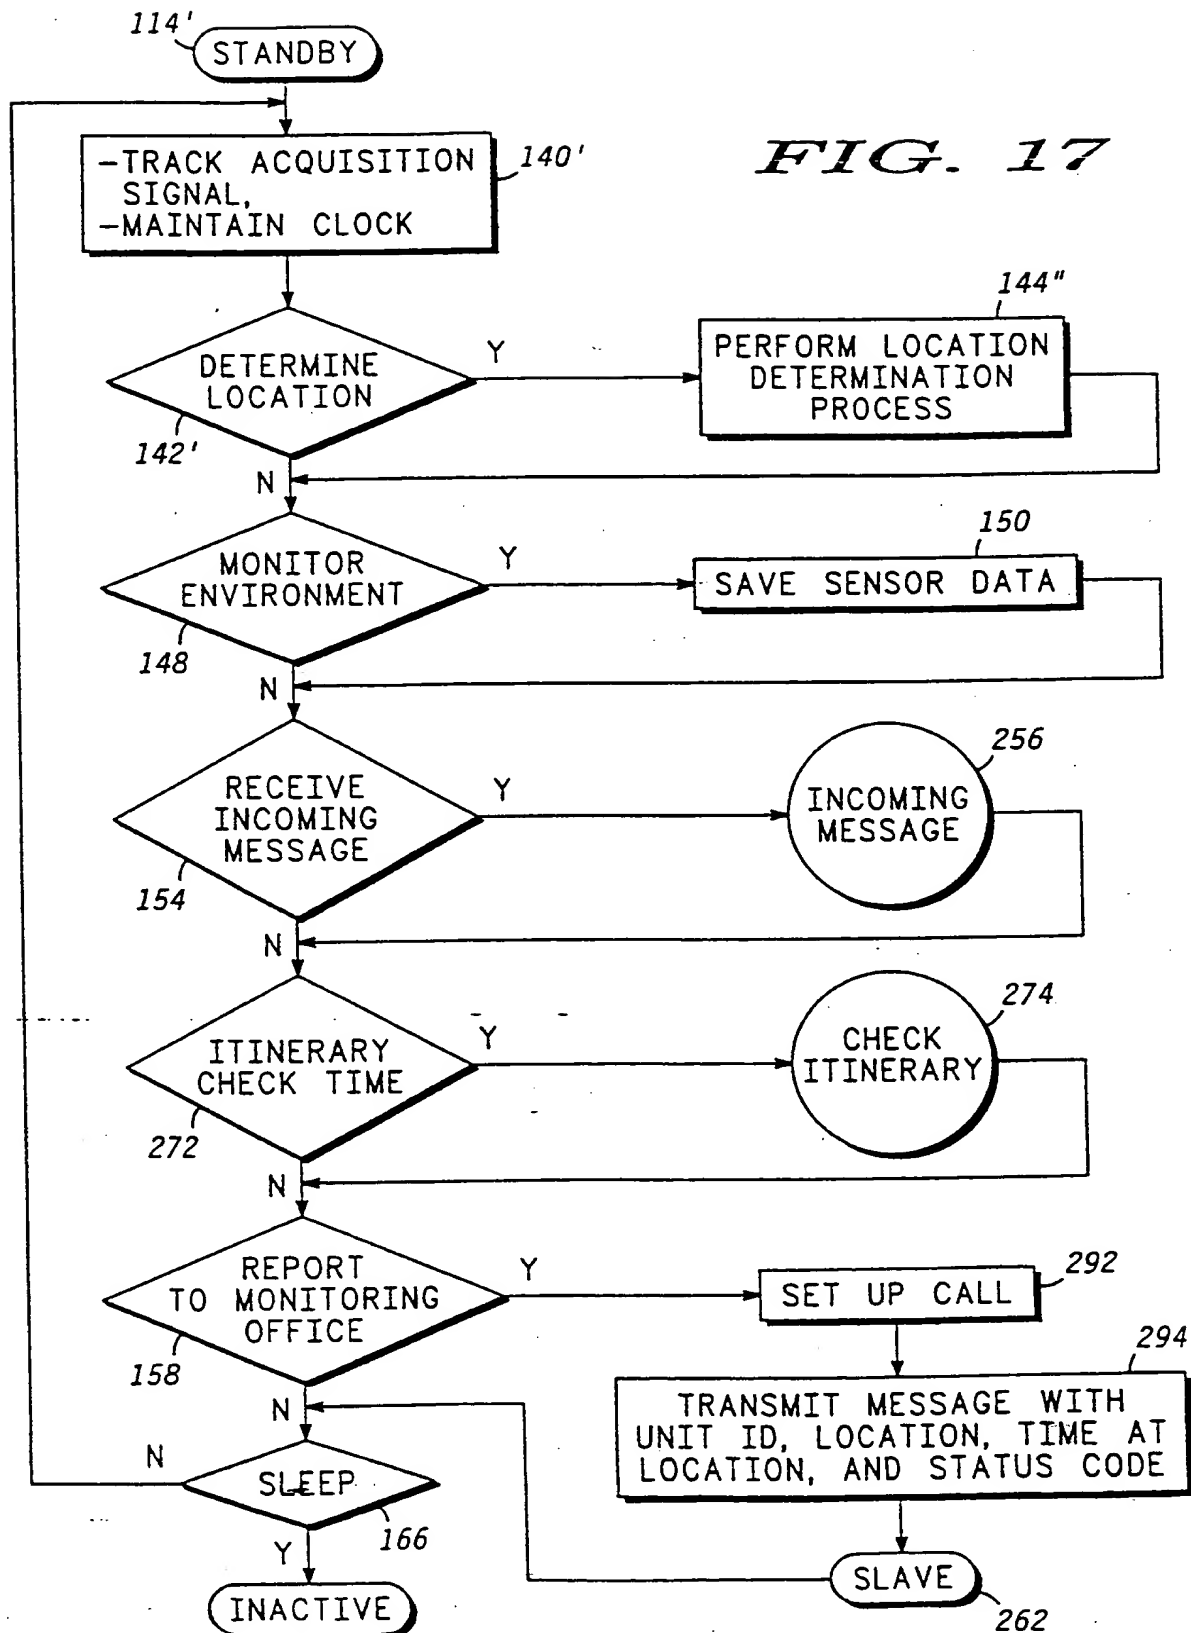 114'
STANDBY
FIG. 17
-TRACK ACQUISITION
SIGNAL,
-MAINTAIN CLOCK
140'
144"
DETERMINE
LOCATION
142'
Y
N
PERFORM LOCATION
DETERMINATION
PROCESS
MONITOR
ENVIRONMENT
148
Y
N
150
SAVE SENSOR DATA
RECEIVE
INCOMING
MESSAGE
154
Y
N
256
INCOMING
MESSAGE
ITINERARY
CHECK TIME
272
Y
N
274
CHECK
ITINERARY
REPORT
TO MONITORING
OFFICE
158
Y
N
292
SET UP CALL
294
TRANSMIT MESSAGE WITH
UNIT ID, LOCATION, TIME AT
LOCATION, AND STATUS CODE
N
SLEEP
166
Y
SLAVE
262
INACTIVE